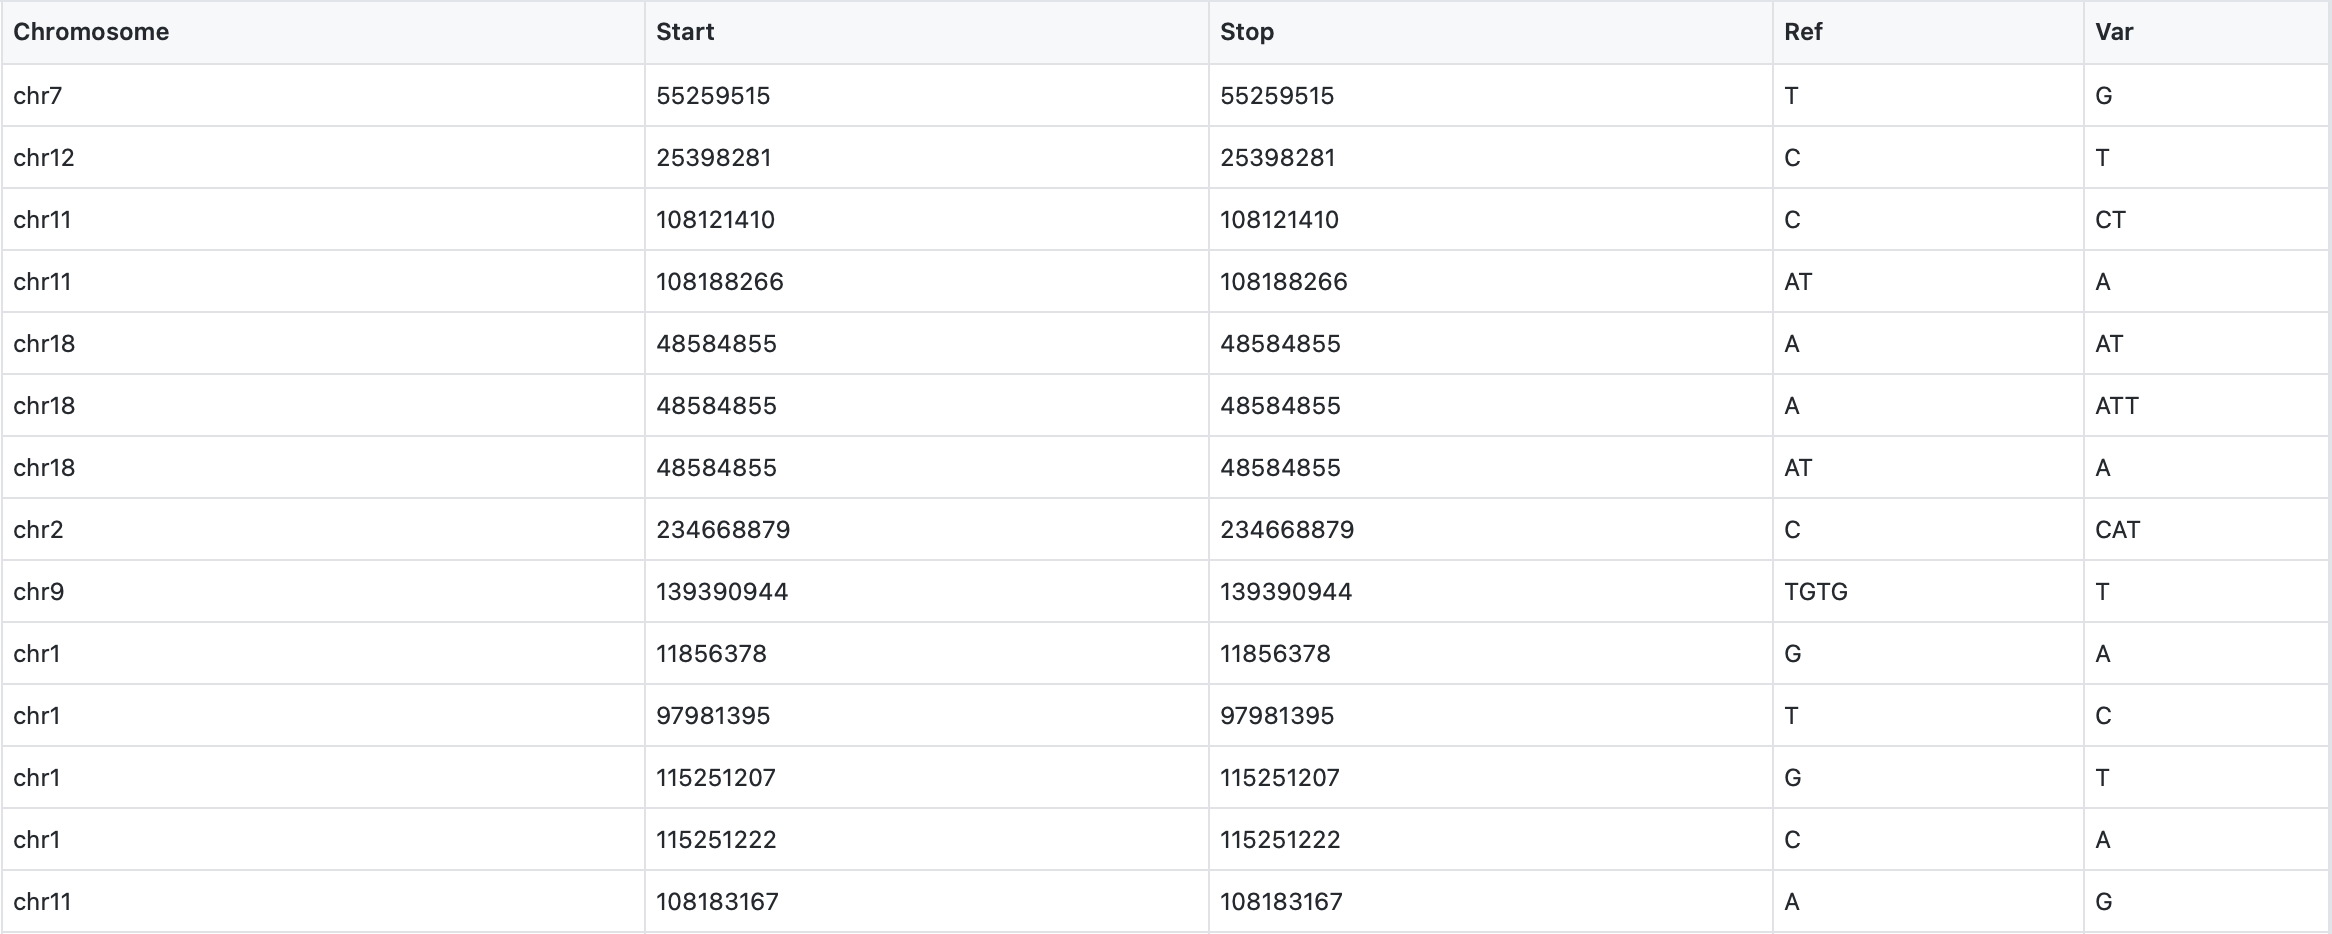 Chromosome Start Stop Ref Var
chr7 55259515 55259515 T G
chr12 25398281 25398281 C T
chr11 108121410 108121410 C CT
chr11 108188266 108188266 AT A
chr18 48584855 48584855 A AT
chr18 48584855 48584855 A ATT
chr18 48584855 48584855 AT A
chr2 234668879 234668879 C CAT
chr9 139390944 139390944 TGTG T
chr1 11856378 11856378 G A
chr1 97981395 97981395 T C
chr1 115251207 115251207 G T
chr1 115251222 115251222 C A
chr11 108183167 108183167 A G